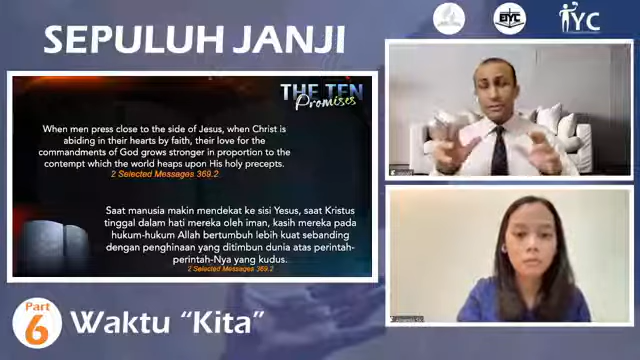 SEPULUH JANJI
EIYC
iYC
THE TEN
Promises
When men press close to the side of Jesus, when Christ is
abiding in their hearts by faith, their love for the
commandments of God grows stronger in proportion to the
contempt which the world heaps upon His holy precepts.
2 Selected Messages 369.2
Saat manusia makin mendekat ke sisi Yesus, saat Kristus
tinggal dalam hati mereka oleh iman, kasih mereka pada
hukum-hukum Allah bertumbuh lebih kuat sebanding
dengan penghinaan yang ditimbun dunia atas perintah-
perintah-Nya yang kudus.
2 Selected Messages 369.2
Part
6
Waktu "Kita"